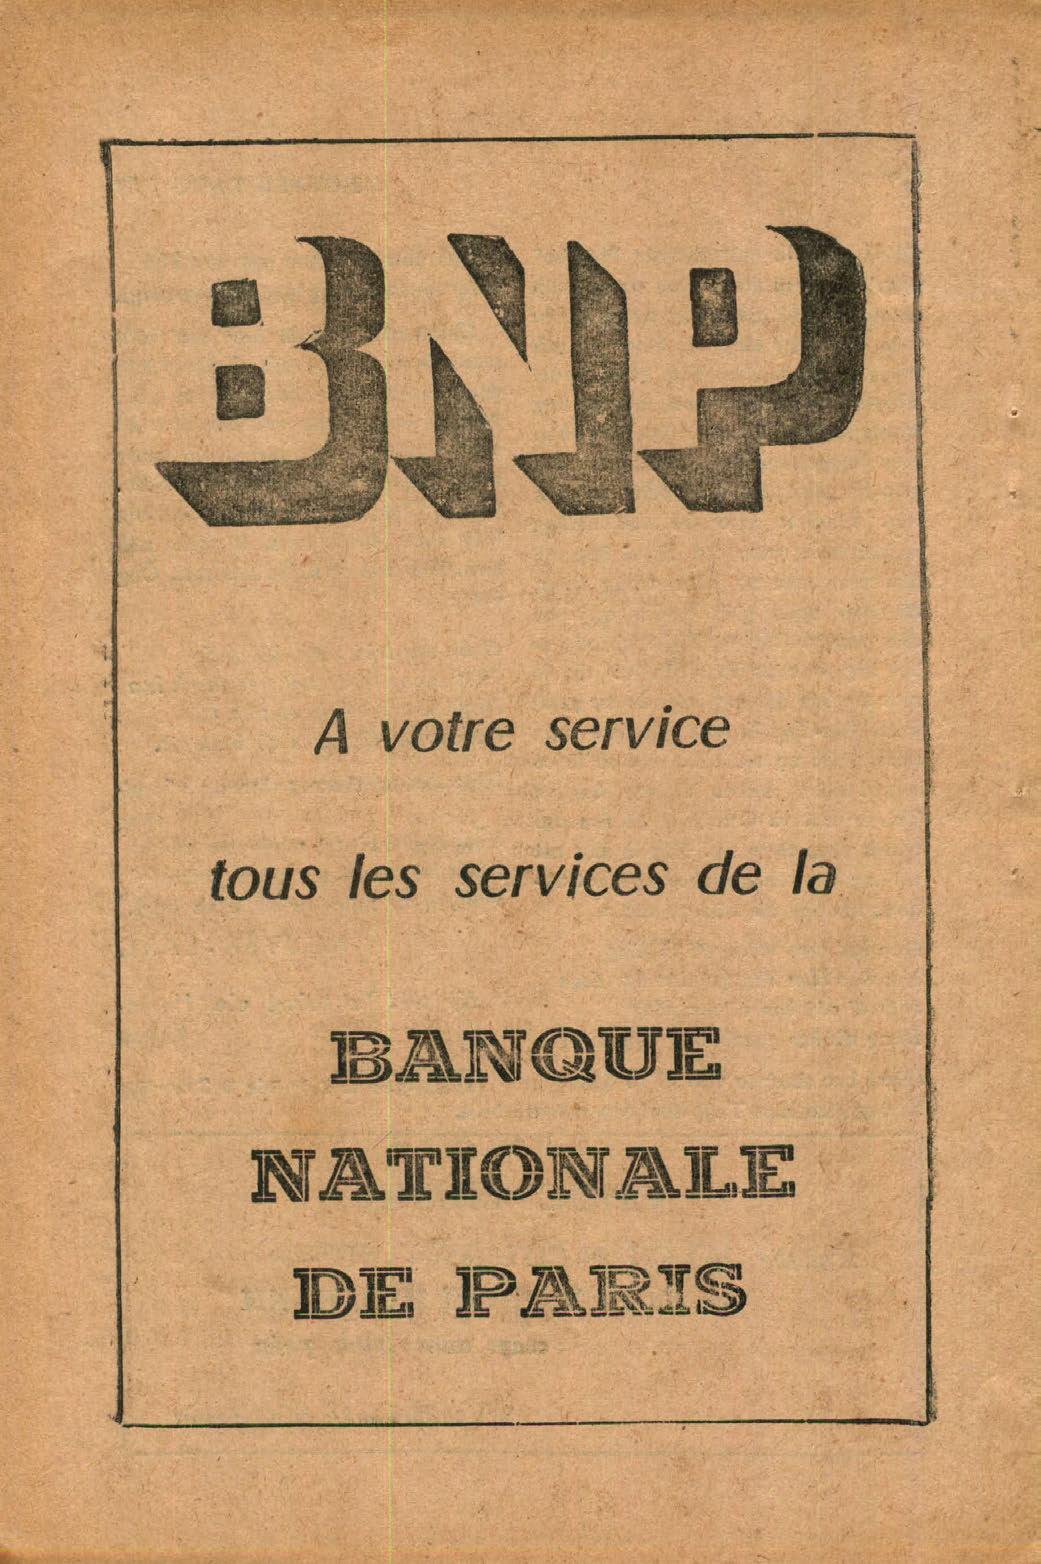 BNP
A votre service
tous les services de la
BANQUE
NATIONALE
DE PARIS